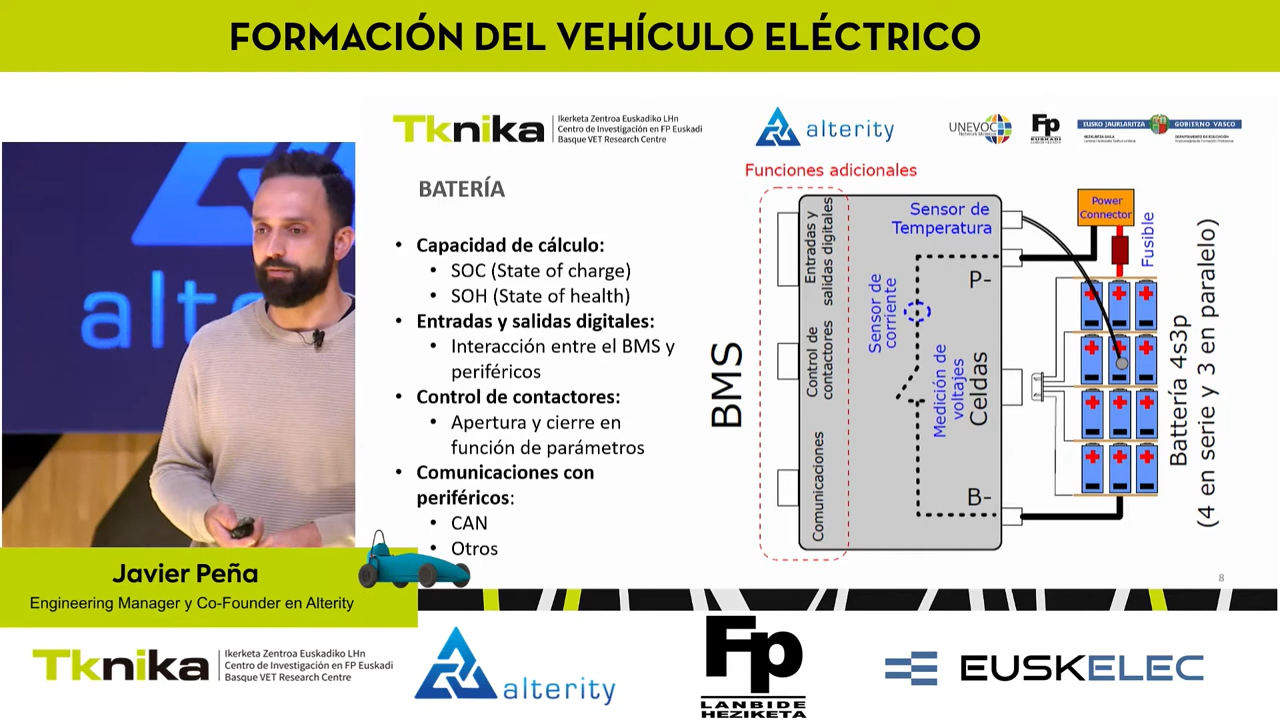 FORMACIÓN DEL VEHÍCULO ELÉCTRICO
Tknika
Ikerketa Zentroa Euskadiko LHn
Centro de Investigación en FP Euskadi
Basque VET Research Centre
alterity
UNEVOC
Fp
EUSKADI
EUSKO JAURLARITZA
GOBIERNO VASCO
alte
BATERÍA
• Capacidad de cálculo:
• SOC (State of charge)
• SOH (State of health)
• Entradas y salidas digitales:
• Interacción entre el BMS y
periféricos
• Control de contactores:
• Apertura y cierre en
función de parámetros
• Comunicaciones con
periféricos:
• CAN
• Otros
Funciones adicionales
BMS
Entradas y
salidas digitales
Control de
contactores
Comunicaciones
Sensor de
Temperatura
P-
Sensor de
corriente
Medición de
voltajes
Celdas
B-
Power
Connector
Fusible
Battería 4s3p
(4 en serie y 3 en paralelo)
8
Javier Peña
Engineering Manager y Co-Founder en Alterity
Tknika
Ikerketa Zentroa Euskadiko LHn
Centro de Investigación en FP Euskadi
Basque VET Research Centre
alterity
Fp
LANBIDE
HEZIKETA
EUSKELEC